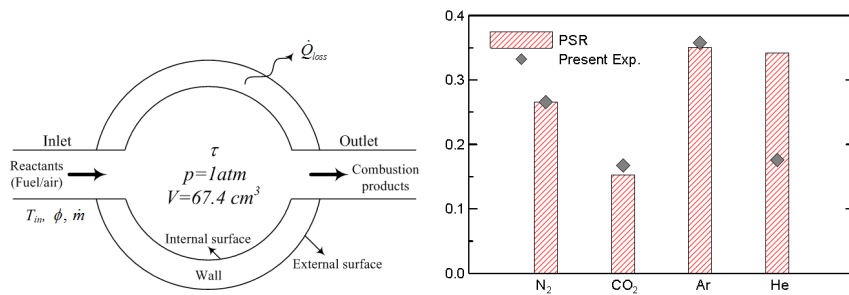 Q̇loss
Inlet
Outlet
τ
Reactants
(Fuel/air)
p=1atm
V=67.4 cm³
Combustion
products
Tin, ϕ, ṁ
Internal surface
Wall
External surface
0.4
0.3
0.2
0.1
0.0
PSR
Present Exp.
N₂
CO₂
Ar
He